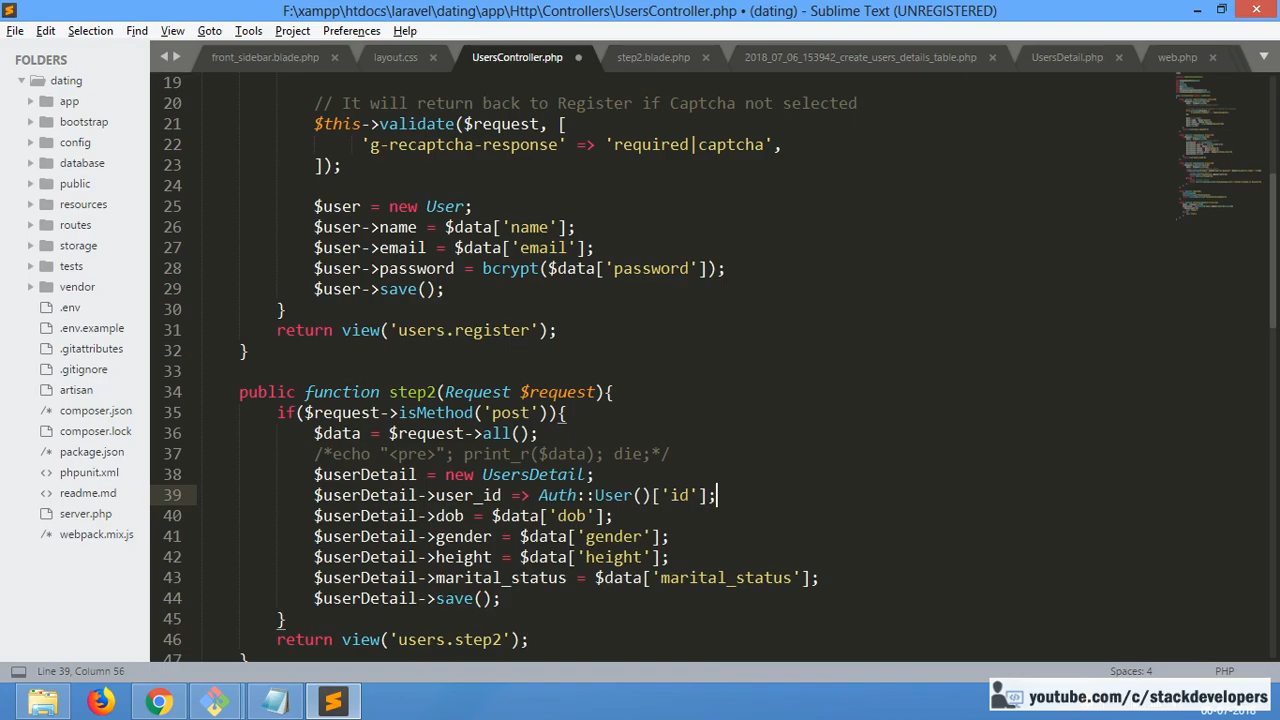 F:\xampp\htdocs\laravel\dating\app\Http\Controllers\UsersController.php • (dating) - Sublime Text (UNREGISTERED)
File Edit Selection Find View Goto Tools Project Preferences Help
FOLDERS
dating
app
bootstrap
config
database
public
resources
routes
storage
tests
vendor
.env
.env.example
.gitattributes
.gitignore
artisan
composer.json
composer.lock
package.json
phpunit.xml
readme.md
server.php
webpack.mix.js
front_sidebar.blade.php layout.css UsersController.php step2.blade.php 2018_07_06_153942_create_users_details_table.php UsersDetail.php web.php
19
20 // It will return back to Register if Captcha not selected
21 $this->validate($request, [
22 'g-recaptcha-response' => 'required|captcha',
23 ]);
24
25 $user = new User;
26 $user->name = $data['name'];
27 $user->email = $data['email'];
28 $user->password = bcrypt($data['password']);
29 $user->save();
30 }
31 return view('users.register');
32 }
33
34 public function step2(Request $request){
35 if($request->isMethod('post')){
36 $data = $request->all();
37 /*echo "<pre>"; print_r($data); die;*/
38 $userDetail = new UsersDetail;
39 $userDetail->user_id => Auth::User()['id'];
40 $userDetail->dob = $data['dob'];
41 $userDetail->gender = $data['gender'];
42 $userDetail->height = $data['height'];
43 $userDetail->marital_status = $data['marital_status'];
44 $userDetail->save();
45 }
46 return view('users.step2');
47 }
Line 39, Column 56 Spaces: 4 PHP
youtube.com/c/stackdevelopers